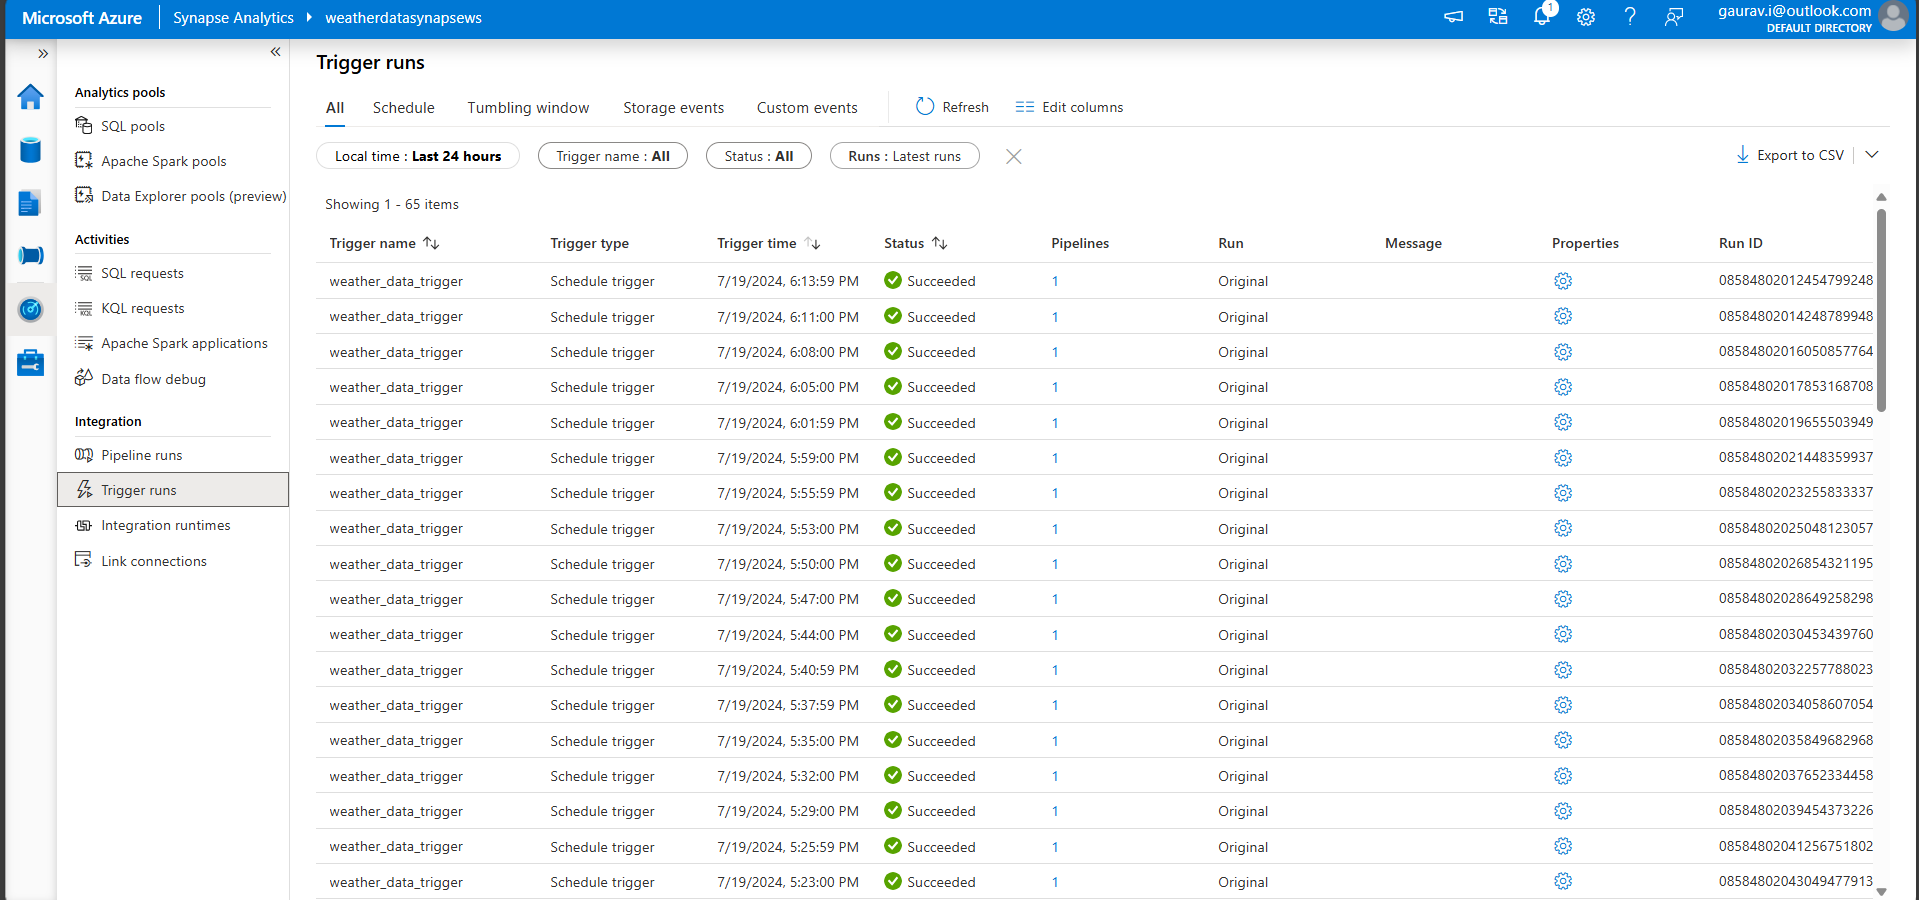 Microsoft Azure Synapse Analytics weatherdatasynapsews 1 gaurav.i@outlook.com
DEFAULT DIRECTORY
Analytics pools
SQL pools
Apache Spark pools
Data Explorer pools (preview)
Activities
SQL requests
KQL requests
Apache Spark applications
Data flow debug
Integration
Pipeline runs
Trigger runs
Integration runtimes
Link connections
Trigger runs
All Schedule Tumbling window Storage events Custom events Refresh Edit columns
Local time : Last 24 hours Trigger name : All Status : All Runs : Latest runs Export to CSV
Showing 1 - 65 items
Trigger name Trigger type Trigger time Status Pipelines Run Message Properties Run ID
weather_data_trigger Schedule trigger 7/19/2024, 6:13:59 PM Succeeded 1 Original 08584802012454799248
weather_data_trigger Schedule trigger 7/19/2024, 6:11:00 PM Succeeded 1 Original 08584802014248789948
weather_data_trigger Schedule trigger 7/19/2024, 6:08:00 PM Succeeded 1 Original 08584802016050857764
weather_data_trigger Schedule trigger 7/19/2024, 6:05:00 PM Succeeded 1 Original 08584802017853168708
weather_data_trigger Schedule trigger 7/19/2024, 6:01:59 PM Succeeded 1 Original 08584802019655503949
weather_data_trigger Schedule trigger 7/19/2024, 5:59:00 PM Succeeded 1 Original 08584802021448359937
weather_data_trigger Schedule trigger 7/19/2024, 5:55:59 PM Succeeded 1 Original 08584802023255833337
weather_data_trigger Schedule trigger 7/19/2024, 5:53:00 PM Succeeded 1 Original 08584802025048123057
weather_data_trigger Schedule trigger 7/19/2024, 5:50:00 PM Succeeded 1 Original 08584802026854321195
weather_data_trigger Schedule trigger 7/19/2024, 5:47:00 PM Succeeded 1 Original 08584802028649258298
weather_data_trigger Schedule trigger 7/19/2024, 5:44:00 PM Succeeded 1 Original 08584802030453439760
weather_data_trigger Schedule trigger 7/19/2024, 5:40:59 PM Succeeded 1 Original 08584802032257788023
weather_data_trigger Schedule trigger 7/19/2024, 5:37:59 PM Succeeded 1 Original 08584802034058607054
weather_data_trigger Schedule trigger 7/19/2024, 5:35:00 PM Succeeded 1 Original 08584802035849682968
weather_data_trigger Schedule trigger 7/19/2024, 5:32:00 PM Succeeded 1 Original 08584802037652334458
weather_data_trigger Schedule trigger 7/19/2024, 5:29:00 PM Succeeded 1 Original 08584802039454373226
weather_data_trigger Schedule trigger 7/19/2024, 5:25:59 PM Succeeded 1 Original 08584802041256751802
weather_data_trigger Schedule trigger 7/19/2024, 5:23:00 PM Succeeded 1 Original 08584802043049477913